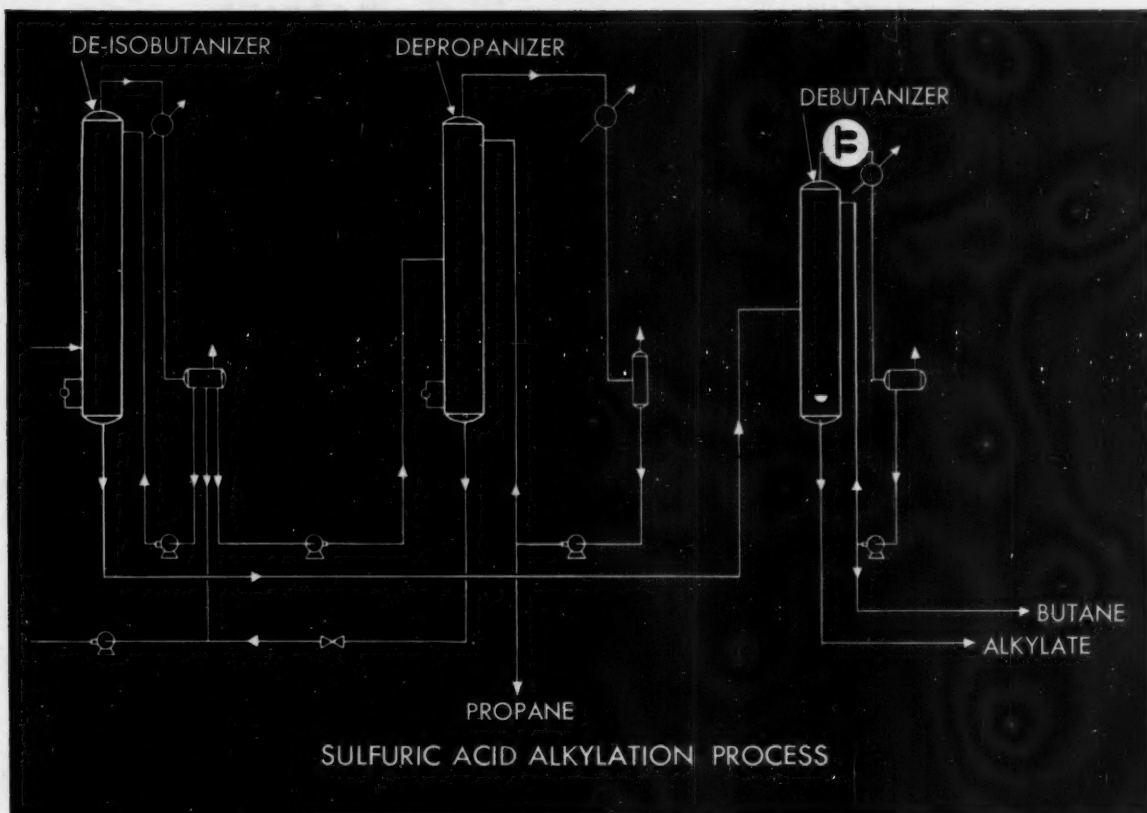 DE-ISOBUTANIZER
DEPROPANIZER
DEBUTANIZER
BUTANE
ALKYLATE
PROPANE
SULFURIC ACID ALKYLATION PROCESS